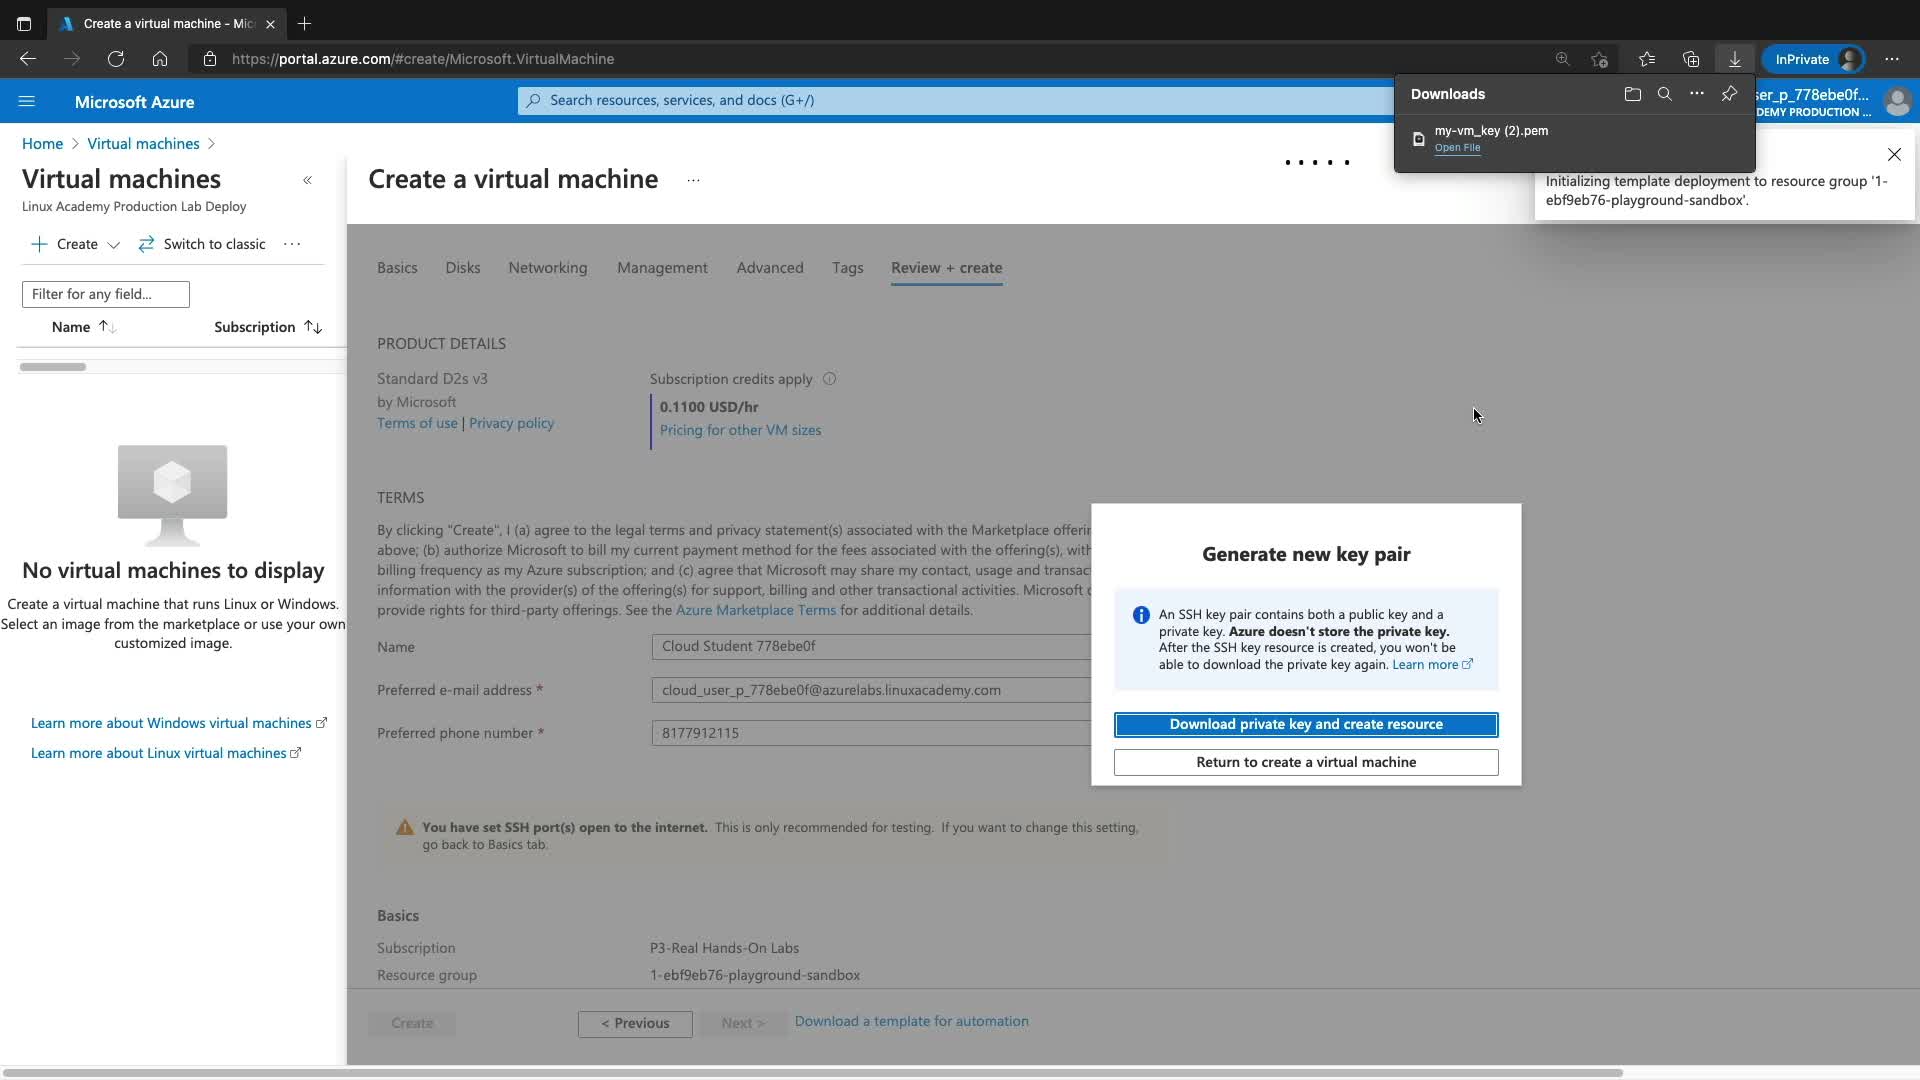 Create a virtual machine - Mic
https://portal.azure.com/#create/Microsoft.VirtualMachine
InPrivate
Microsoft Azure
Search resources, services, and docs (G+/)
Downloads
my-vm_key (2).pem
Open File
ser_p_778ebe0f...
DEMY PRODUCTION ...
Home
Virtual machines
Virtual machines
Linux Academy Production Lab Deploy
Create
Switch to classic
Filter for any field...
Name
Subscription
No virtual machines to display
Create a virtual machine that runs Linux or Windows.
Select an image from the marketplace or use your own
customized image.
Learn more about Windows virtual machines
Learn more about Linux virtual machines
Create a virtual machine
Initializing template deployment to resource group '1-
ebf9eb76-playground-sandbox'.
Basics
Disks
Networking
Management
Advanced
Tags
Review + create
PRODUCT DETAILS
Standard D2s v3
by Microsoft
Terms of use | Privacy policy
Subscription credits apply
0.1100 USD/hr
Pricing for other VM sizes
TERMS
By clicking "Create", I (a) agree to the legal terms and privacy statement(s) associated with the Marketplace
above; (b) authorize Microsoft to bill my current payment method for the fees associated with the offering(s),
billing frequency as my Azure subscription; and (c) agree that Microsoft may share my contact, usage and
information with the provider(s) of the offering(s) for support, billing and other transactional activities. Microsoft
provide rights for third-party offerings. See the Azure Marketplace Terms for additional details.
Name
Cloud Student 778ebe0f
Preferred e-mail address *
cloud_user_p_778ebe0f@azurelabs.linuxacademy.com
Preferred phone number *
8177912115
You have set SSH port(s) open to the internet. This is only recommended for testing. If you want to change this setting,
go back to Basics tab.
Basics
Subscription
P3-Real Hands-On Labs
Resource group
1-ebf9eb76-playground-sandbox
Create
< Previous
Next >
Download a template for automation
Generate new key pair
An SSH key pair contains both a public key and a
private key. Azure doesn't store the private key.
After the SSH key resource is created, you won't be
able to download the private key again. Learn more
Download private key and create resource
Return to create a virtual machine